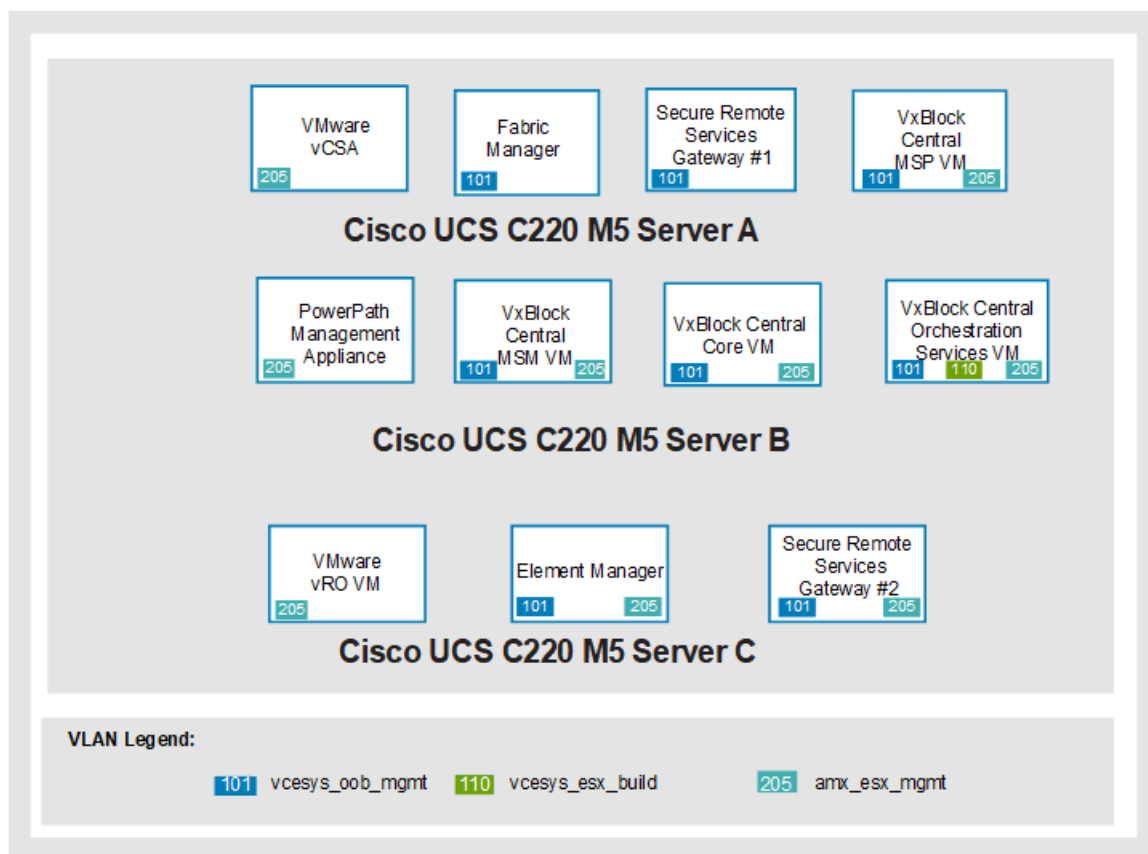 VMware
vCSA
205
Fabric
Manager
101
Secure Remote
Services
Gateway #1
101
VxBlock
Central
MSP VM
101
205
Cisco UCS C220 M5 Server A
PowerPath
Management
Appliance
205
VxBlock
Central
MSM VM
101
205
VxBlock Central
Core VM
101
205
VxBlock Central
Orchestration
Services VM
101
110
205
Cisco UCS C220 M5 Server B
VMware
vRO VM
205
Element Manager
101
205
Secure Remote
Services
Gateway #2
101
205
Cisco UCS C220 M5 Server C
VLAN Legend:
101 vcesys_oob_mgmt
110 vcesys_esx_build
205 amx_esx_mgmt